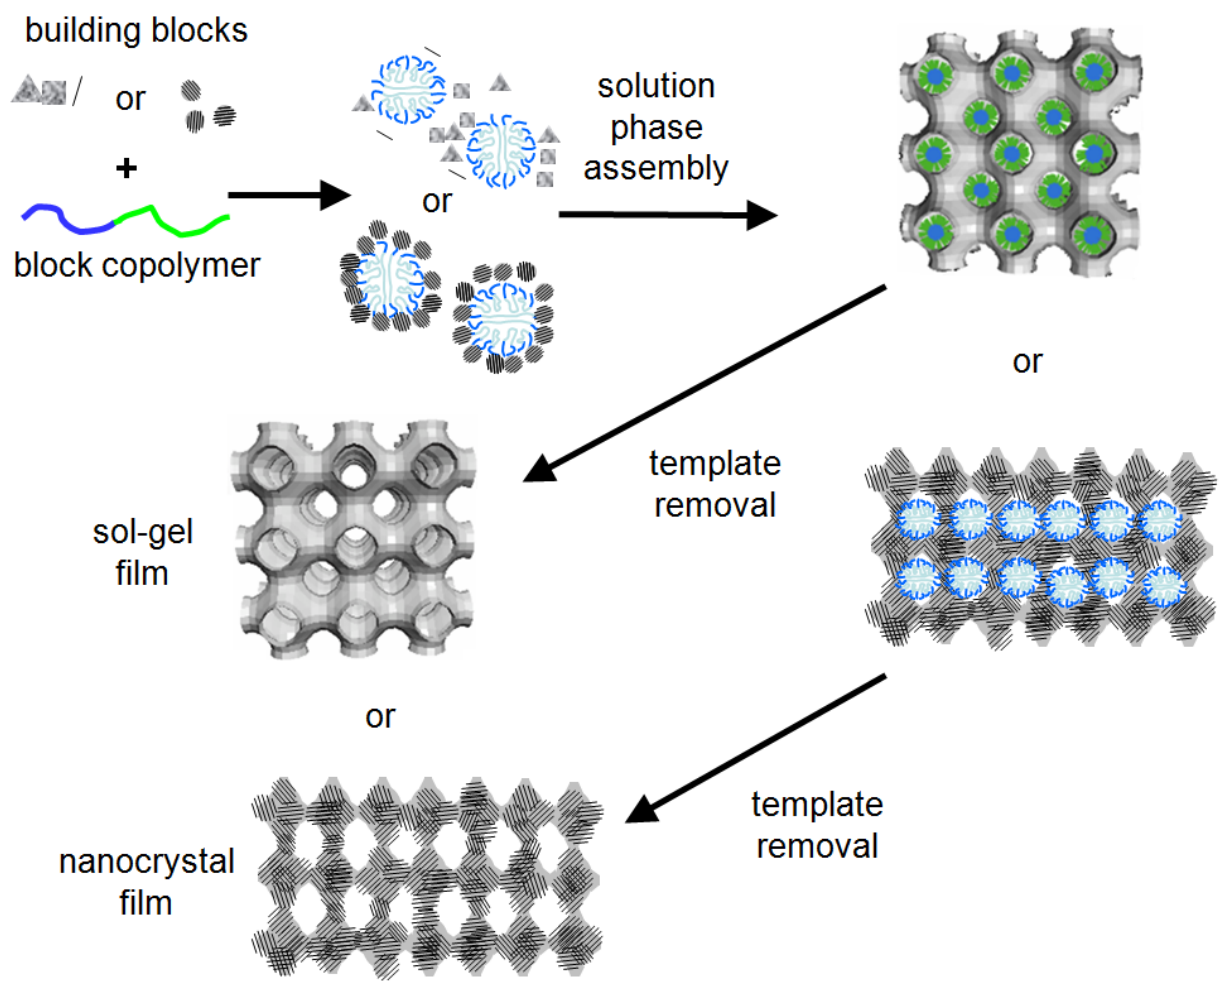 building blocks
or
+
block copolymer
or
solution
phase
assembly
or
template
removal
sol-gel
film
or
template
removal
nanocrystal
film